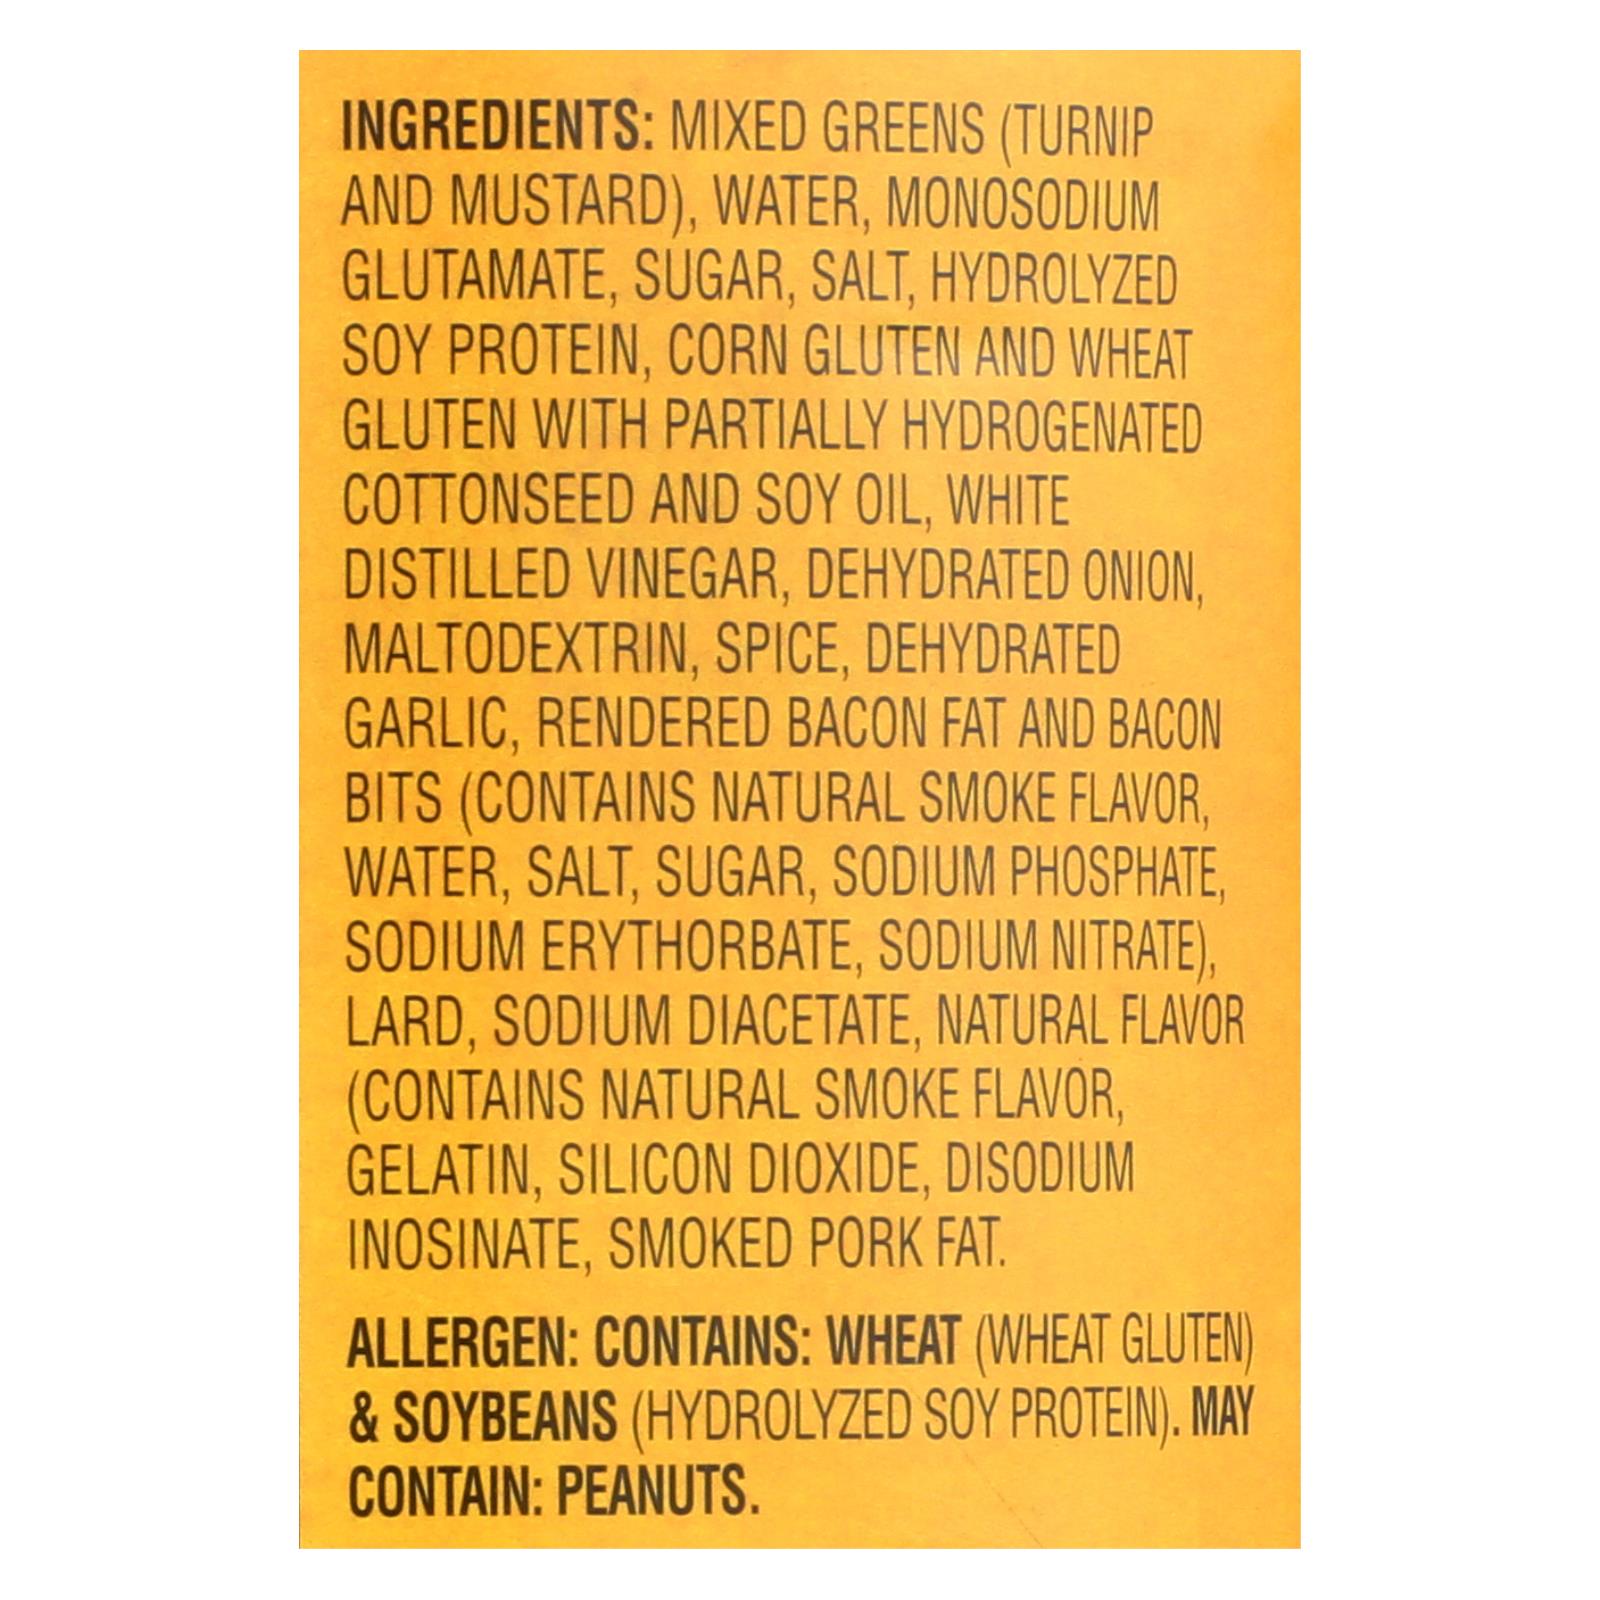 INGREDIENTS: MIXED GREENS (TURNIP
AND MUSTARD), WATER, MONOSODIUM
GLUTAMATE, SUGAR, SALT, HYDROLYZED
SOY PROTEIN, CORN GLUTEN AND WHEAT
GLUTEN WITH PARTIALLY HYDROGENATED
COTTONSEED AND SOY OIL, WHITE
DISTILLED VINEGAR, DEHYDRATED ONION,
MALTODEXTRIN, SPICE, DEHYDRATED
GARLIC, RENDERED BACON FAT AND BACON
BITS (CONTAINS NATURAL SMOKE FLAVOR,
WATER, SALT, SUGAR, SODIUM PHOSPHATE,
SODIUM ERYTHORBATE, SODIUM NITRATE),
LARD, SODIUM DIACETATE, NATURAL FLAVOR
(CONTAINS NATURAL SMOKE FLAVOR,
GELATIN, SILICON DIOXIDE, DISODIUM
INOSINATE, SMOKED PORK FAT.
ALLERGEN: CONTAINS: WHEAT (WHEAT GLUTEN)
& SOYBEANS (HYDROLYZED SOY PROTEIN). MAY
CONTAIN: PEANUTS.